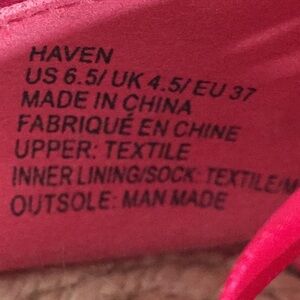 HAVEN
US 6.5/ UK 4.5/ EU 37
MADE IN CHINA
FABRIQUÉ EN CHINE
UPPER: TEXTILE
INNER LINING/SOCK: TEXTILE/M
OUTSOLE: MAN MADE